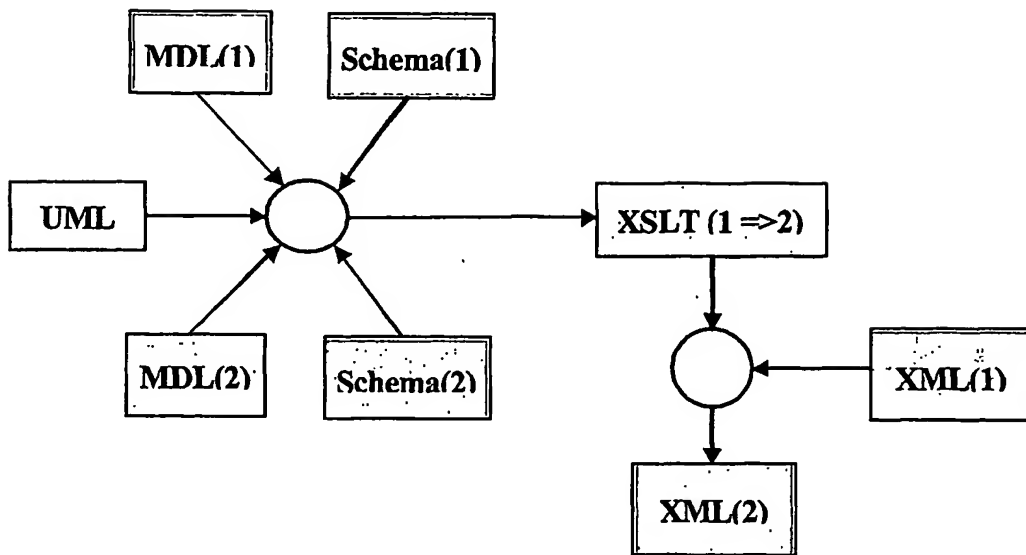 MDL(1)
Schema(1)
UML
XSLT (1 =>2)
MDL(2)
Schema(2)
XML(1)
XML(2)